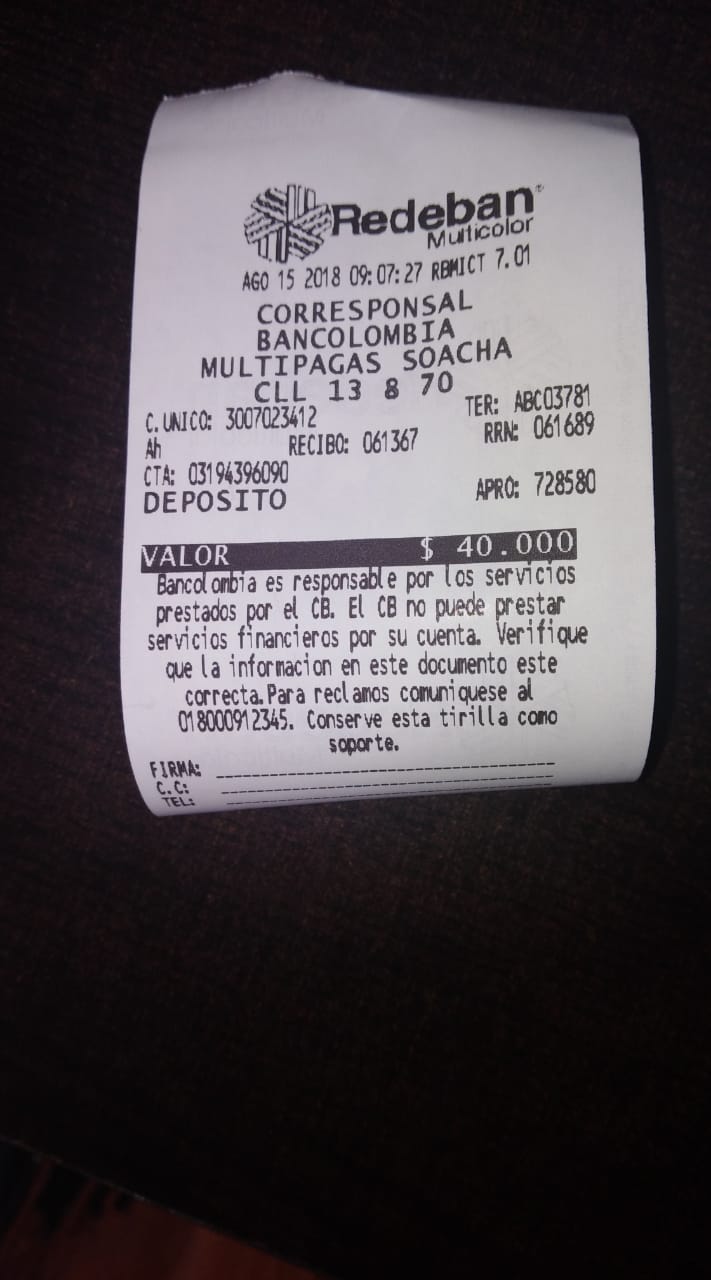 Redeban
Multicolor
AGO 15 2018 09:07:27 RBMICT 7.01
CORRESPONSAL
BANCOLOMBIA
MULTIPAGAS SOACHA
CLL 13 8 70
C. UNICO: 3007023412 TER: ABC03781
Ah RECIBO: 061367 RRN: 061689
CTA: 03194396090
DEPOSITO APRO: 728580
VALOR $ 40.000
Bancolombia es responsable por los servicios
prestados por el CB. El CB no puede prestar
servicios financieros por su cuenta. Verifique
que la informacion en este documento este
correcta.Para reclamos comuniquese al
018000912345. Conserve esta tirilla como
soporte.
FIRMA:
C.C:
TEL: